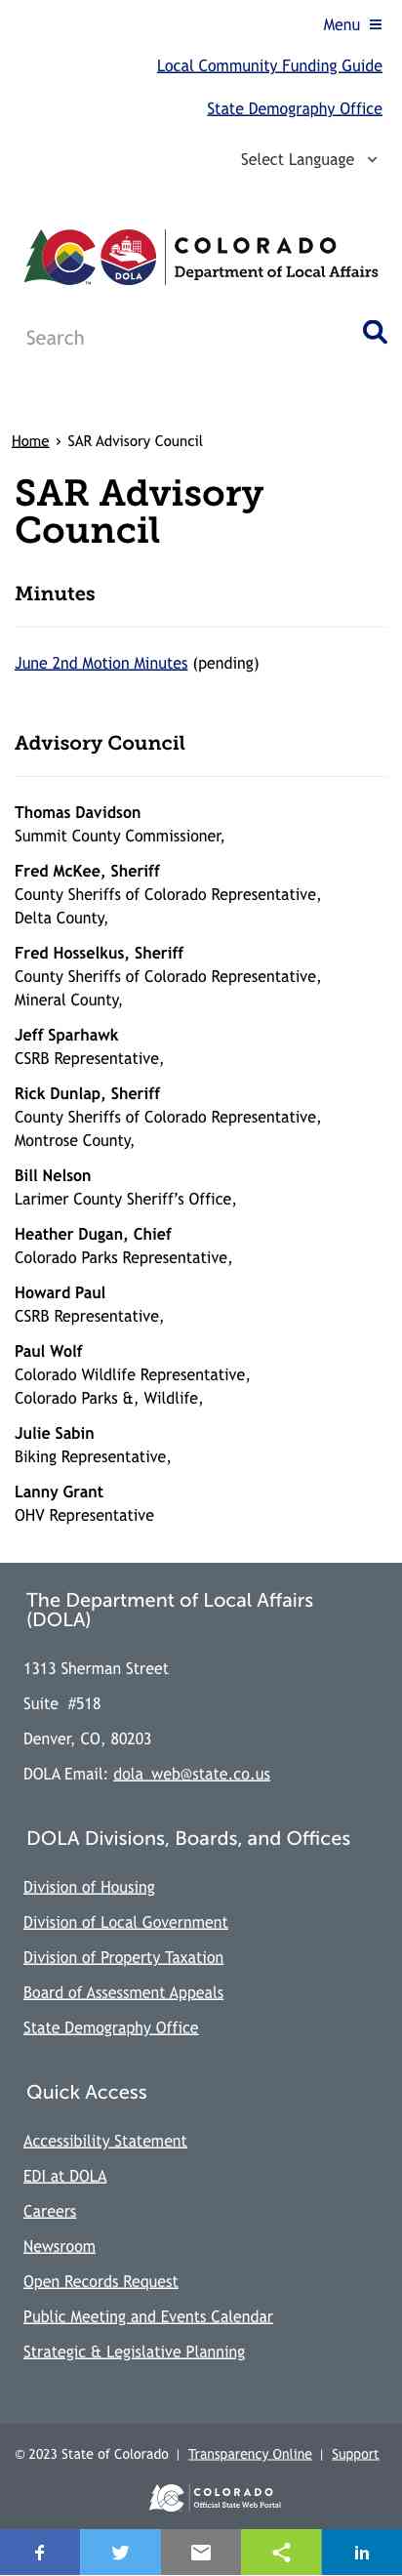 Menu
Local Community Funding Guide
State Demography Office
Select Language
DOLA
COLORADO
Department of Local Affairs
Search
Home › SAR Advisory Council
SAR Advisory
Council
Minutes
June 2nd Motion Minutes (pending)
Advisory Council
Thomas Davidson
Summit County Commissioner,
Fred McKee, Sheriff
County Sheriffs of Colorado Representative,
Delta County,
Fred Hosselkus, Sheriff
County Sheriffs of Colorado Representative,
Mineral County,
Jeff Sparhawk
CSRB Representative,
Rick Dunlap, Sheriff
County Sheriffs of Colorado Representative,
Montrose County,
Bill Nelson
Larimer County Sheriff’s Office,
Heather Dugan, Chief
Colorado Parks Representative,
Howard Paul
CSRB Representative,
Paul Wolf
Colorado Wildlife Representative,
Colorado Parks &, Wildlife,
Julie Sabin
Biking Representative,
Lanny Grant
OHV Representative
The Department of Local Affairs
(DOLA)
1313 Sherman Street
Suite #518
Denver, CO, 80203
DOLA Email: dola_web@state.co.us
DOLA Divisions, Boards, and Offices
Division of Housing
Division of Local Government
Division of Property Taxation
Board of Assessment Appeals
State Demography Office
Quick Access
Accessibility Statement
EDI at DOLA
Careers
Newsroom
Open Records Request
Public Meeting and Events Calendar
Strategic & Legislative Planning
© 2023 State of Colorado | Transparency Online | Support
COLORADO
Official State Web Portal